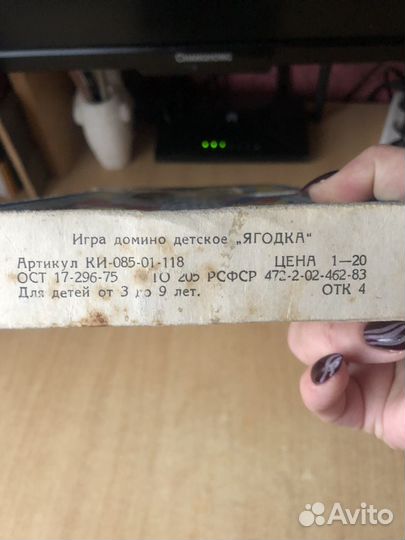 CHANGHONG
Игра домино детское „ЯГОДКА“
Артикул КИ-085-01-118 ЦЕНА 1—20
ОСТ 17-296-75 ТО 205 РСФСР 472-2-02-462-83
Для детей от 3 до 9 лет. ОТК 4
Avito